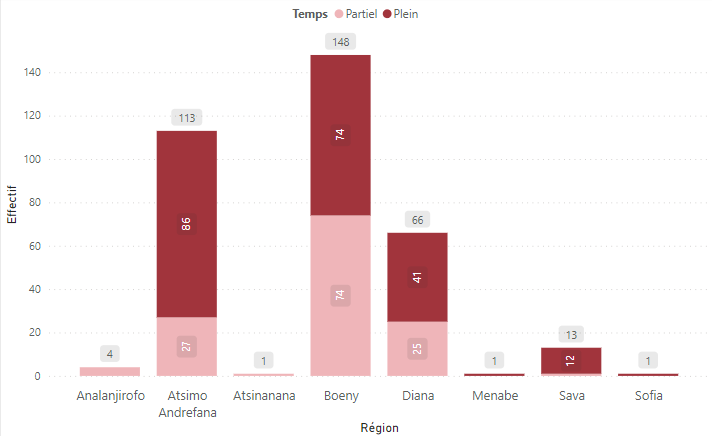 Temps Partiel Plein
148
140
120
113
100
80
60
40
20
0
Effectif
86
27
4
1
74
74
66
41
25
1
13
12
1
Analanjirofo
Atsimo
Andrefana
Atsinanana
Boeny
Diana
Menabe
Sava
Sofia
Région